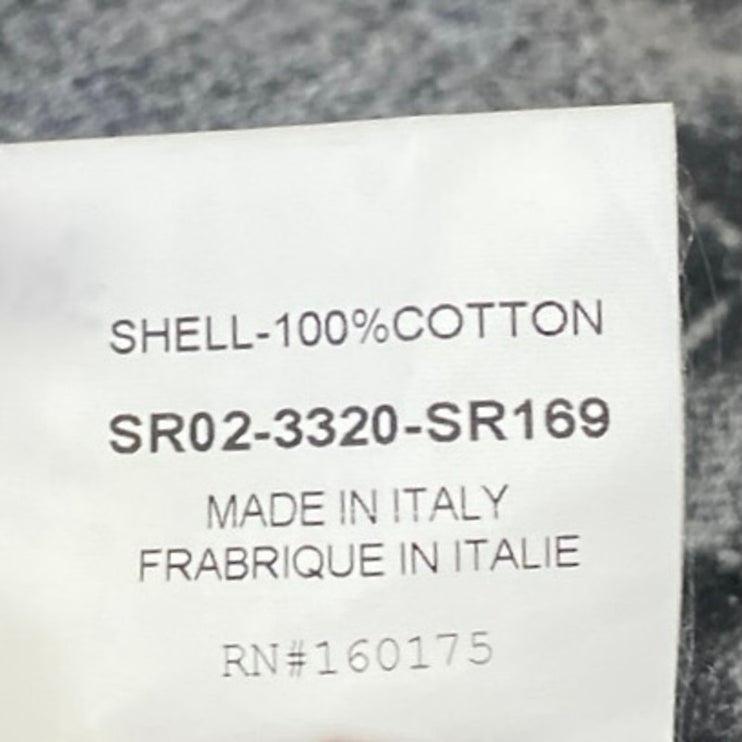 SHELL-100%COTTON
SR02-3320-SR169
MADE IN ITALY
FRABRIQUE IN ITALIE
RN#160175